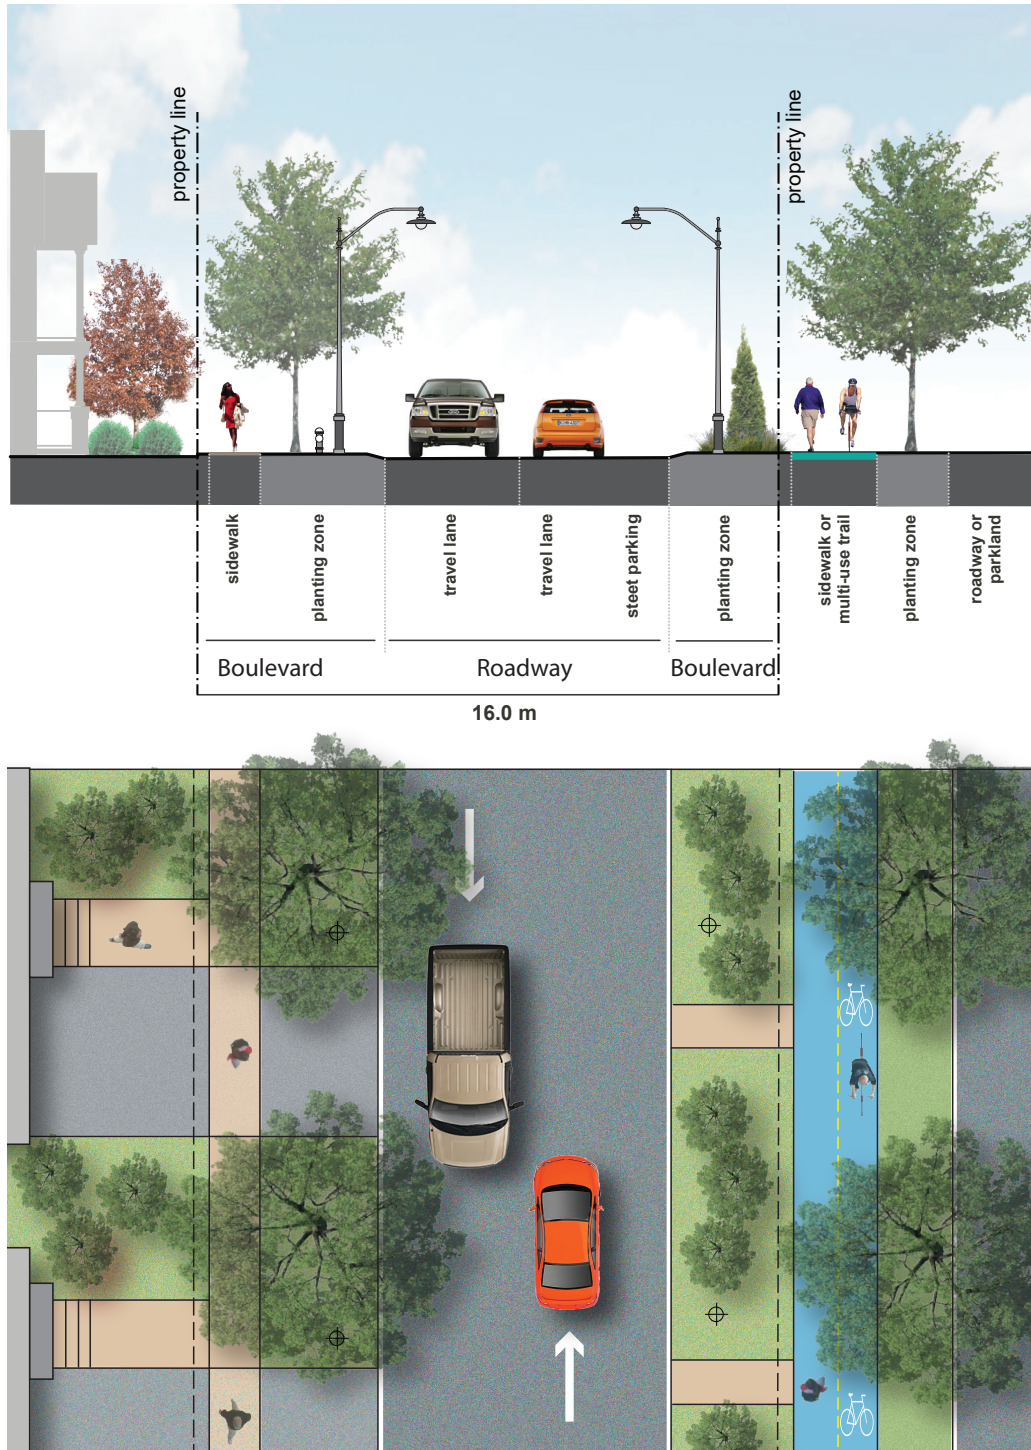 property line
property line
sidewalk
planting zone
travel lane
travel lane
steet parking
planting zone
sidewalk or
multi-use trail
planting zone
roadway or
parkland
Boulevard
Roadway
Boulevard
16.0 m